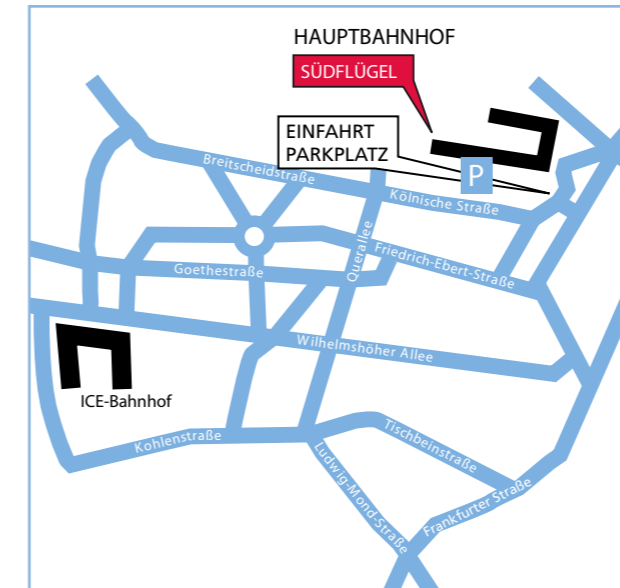 HAUPTBAHNHOF
SÜDFLÜGEL
EINFAHRT
PARKPLATZ
P
Breitscheidstraße
Kölnische Straße
Querallee
Friedrich-Ebert-Straße
Goethestraße
Wilhelmshöher Allee
ICE-Bahnhof
Kohlenstraße
Tischbeinstraße
Ludwig-Mond-Straße
Frankfurter Straße